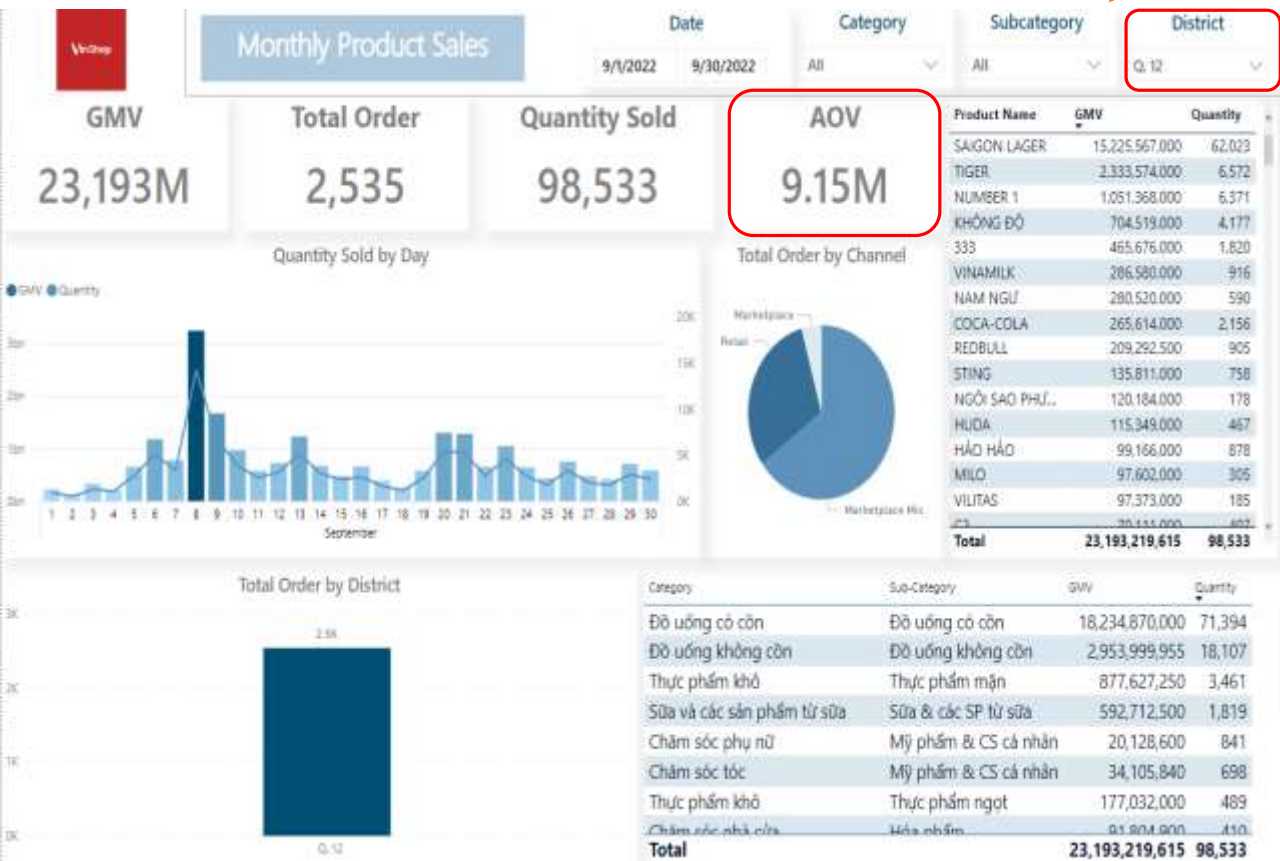 VinShop
Monthly Product Sales
Date
9/1/2022 9/30/2022
Category
All
Subcategory
All
District
Q, 12
GMV
23,193M
Total Order
2,535
Quantity Sold
98,533
AOV
9.15M
Quantity Sold by Day
GMV Quantity
20K
15K
10K
5K
0K
1 2 3 4 5 6 7 8 9 10 11 12 13 14 15 16 17 18 19 20 21 22 23 24 25 26 27 28 29 30
September
Total Order by Channel
Marketplace
Retail
Marketplace Mic
Product Name GMV Quantity
SAIGON LAGER 15,225,567,000 62,023
TIGER 2,333,574,000 6,572
NUMBER 1 1,051,368,000 6,371
KHÔNG ĐỘ 704,519,000 4,177
333 465,676,000 1,820
VINAMILK 286,580,000 916
NAM NGƯ 280,520,000 590
COCA-COLA 265,614,000 2,156
REDBULL 209,292,500 905
STING 135,811,000 758
NGÔI SAO PHƯ... 120,184,000 178
HUDA 115,349,000 467
HẢO HẢO 99,166,000 878
MILO 97,602,000 305
VILITAS 97,373,000 185
Total 23,193,219,615 98,533
Total Order by District
3K
2K
1K
0K
Q, 12
Category Sub-Category GMV Quantity
Đồ uống có cồn Đồ uống có cồn 18,234,870,000 71,394
Đồ uống không cồn Đồ uống không cồn 2,953,999,955 18,107
Thực phẩm khô Thực phẩm mặn 877,627,250 3,461
Sữa và các sản phẩm từ sữa Sữa & các SP từ sữa 592,712,500 1,819
Chăm sóc phụ nữ Mỹ phẩm & CS cá nhân 20,128,600 841
Chăm sóc tóc Mỹ phẩm & CS cá nhân 34,105,840 698
Thực phẩm khô Thực phẩm ngọt 177,032,000 489
Chăm sóc nhà cửa Hóa phẩm 91,804,900 410
Total 23,193,219,615 98,533